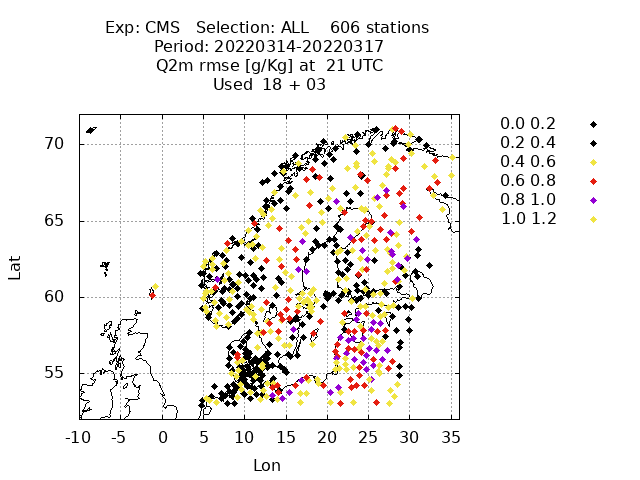 Exp: CMS   Selection: ALL    606 stations
Period: 20220314-20220317
Q2m rmse [g/Kg] at  21 UTC
Used  18 + 03
0.0 0.2
0.2 0.4
0.4 0.6
0.6 0.8
0.8 1.0
1.0 1.2
70
65
60
55
Lat
-10 -5 0 5 10 15 20 25 30 35
Lon